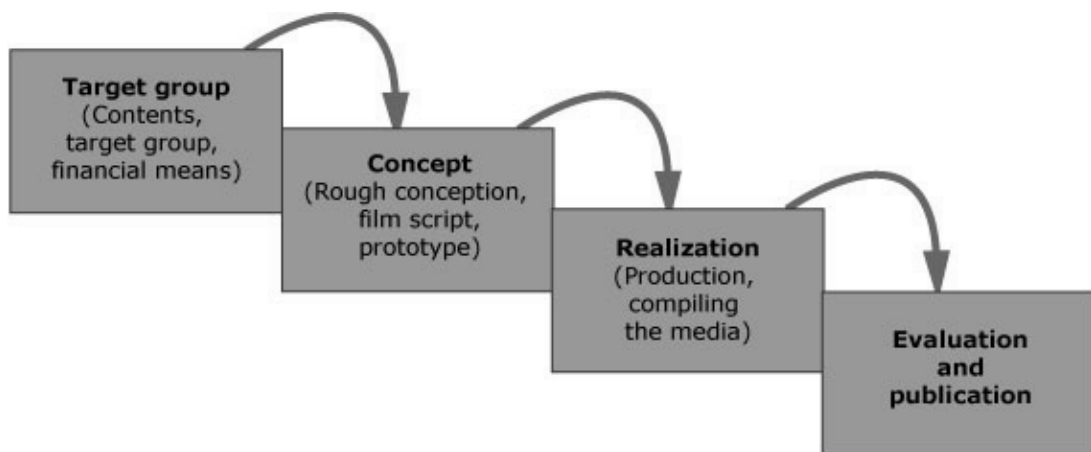 Target group
(Contents,
target group,
financial means)
Concept
(Rough conception,
film script,
prototype)
Realization
(Production,
compiling
the media)
Evaluation
and
publication